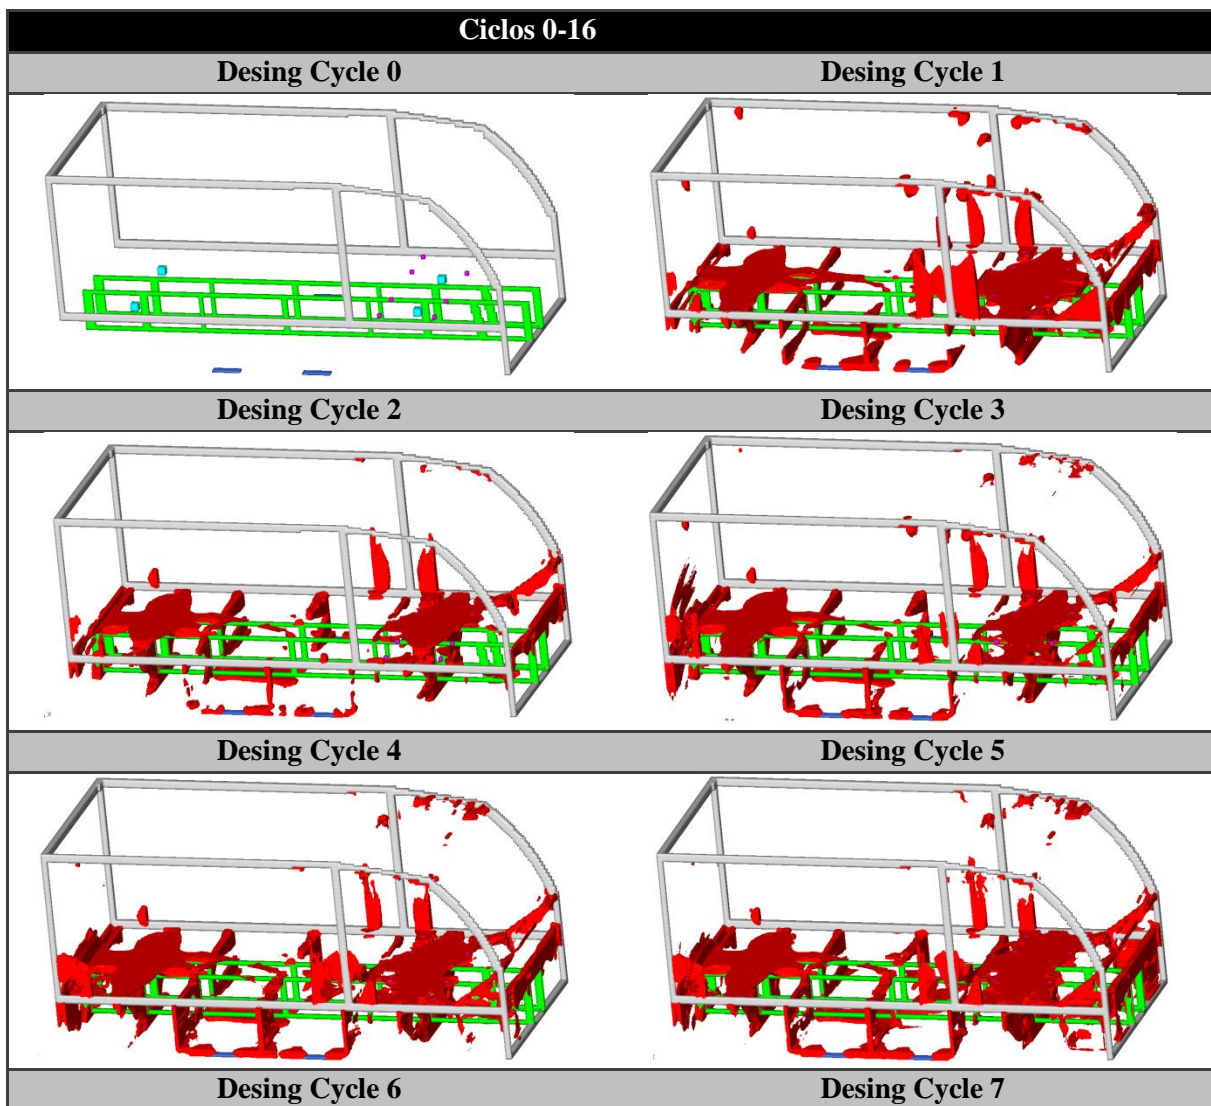 Ciclos 0-16
Desing Cycle 0
Desing Cycle 1
Desing Cycle 2
Desing Cycle 3
Desing Cycle 4
Desing Cycle 5
Desing Cycle 6
Desing Cycle 7